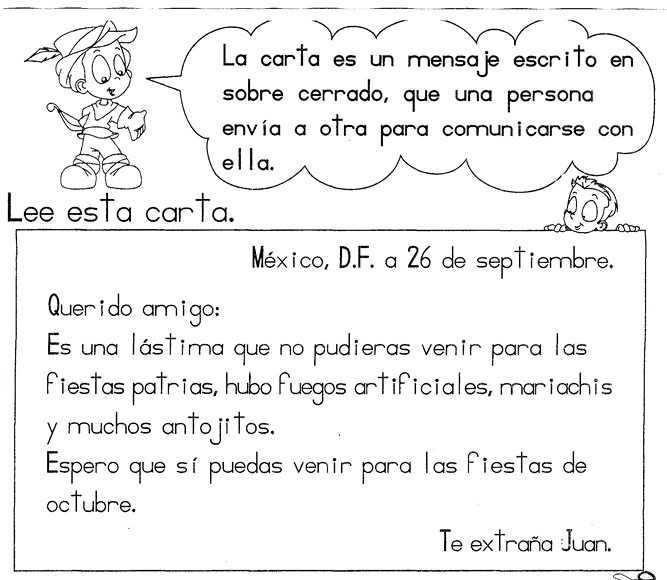 La carta es un mensaje escrito en
sobre cerrado, que una persona
envía a otra para comunicarse con
ella.
Lee esta carta.
México, D.F. a 26 de septiembre.
Querido amigo:
Es una lástima que no pudieras venir para las
fiestas patrias, hubo fuegos artificiales, mariachis
y muchos antojitos.
Espero que sí puedas venir para las fiestas de
octubre.
Te extraña Juan.